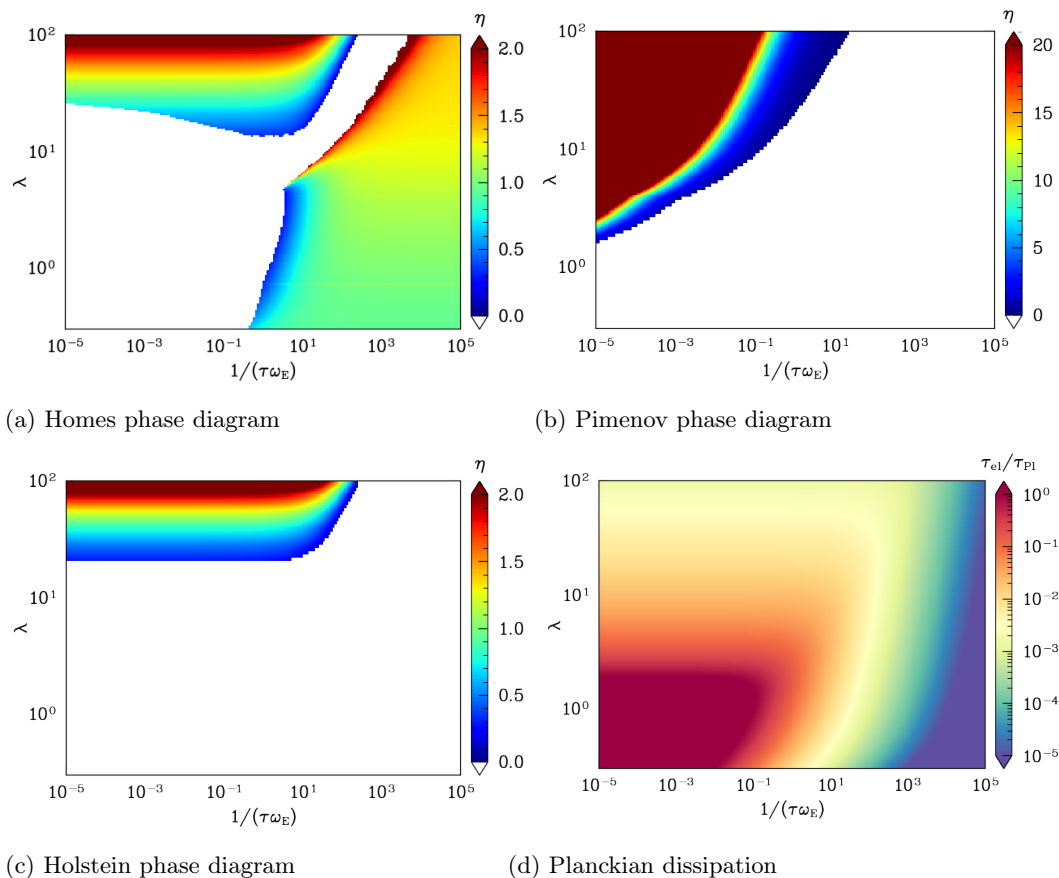 η
10²
2.0
1.5
10¹
λ
1.0
10⁰
0.5
0.0
10⁻⁵ 10⁻³ 10⁻¹ 10¹ 10³ 10⁵
1/(τω_E)
(a) Homes phase diagram
η
10²
20
15
10¹
λ
10
10⁰
5
0
10⁻⁵ 10⁻³ 10⁻¹ 10¹ 10³ 10⁵
1/(τω_E)
(b) Pimenov phase diagram
η
10²
2.0
1.5
10¹
λ
1.0
10⁰
0.5
0.0
10⁻⁵ 10⁻³ 10⁻¹ 10¹ 10³ 10⁵
1/(τω_E)
(c) Holstein phase diagram
τ_el/τ_Pl
10²
10⁰
10⁻¹
10¹
10⁻²
λ
10⁻³
10⁰
10⁻⁴
10⁻⁵
10⁻⁵ 10⁻³ 10⁻¹ 10¹ 10³ 10⁵
1/(τω_E)
(d) Planckian dissipation